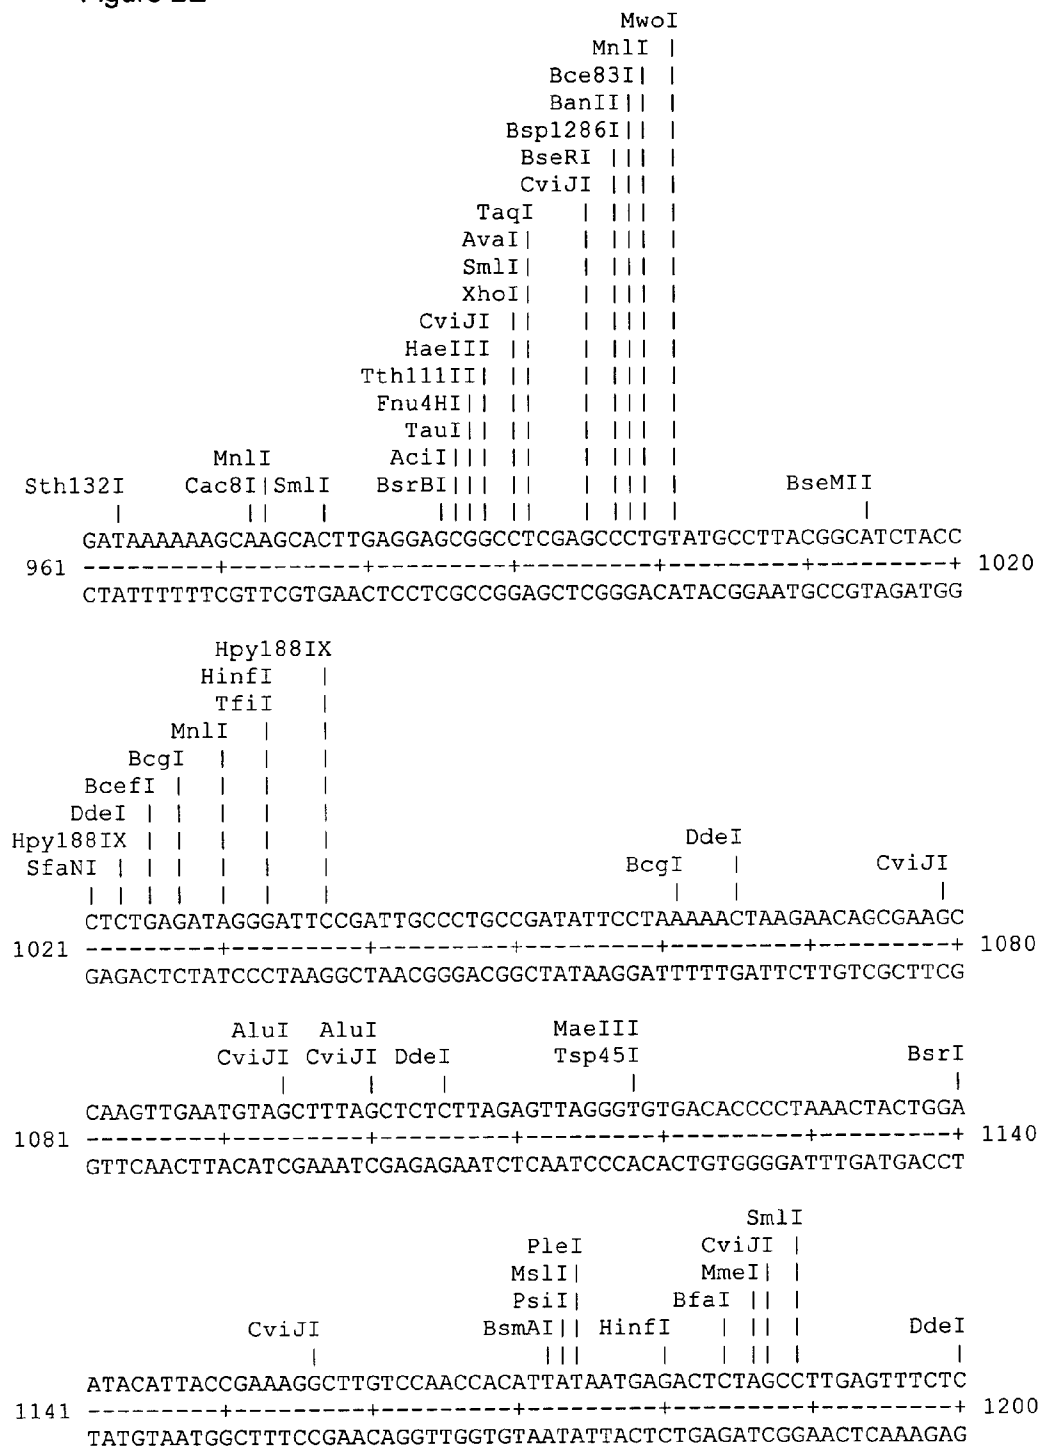 Figure 2E
MwoI
MnlI |
Bce83I| |
BanII|| |
Bsp1286I|| |
BseRI ||| |
CviJI ||| |
TaqI | ||| |
AvaI| | ||| |
SmlI| | ||| |
XhoI| | ||| |
CviJI || | ||| |
HaeIII || | ||| |
Tth111II| || | ||| |
Fnu4HI|| || | ||| |
TauI|| || | ||| |
MnlI AciI||| || | ||| |
Sth132I Cac8I|SmlI BsrBI||| || | ||| | BseMII
| || | |||| || | ||| | |
GATAAAAAAGCAAGCACTTGAGGAGCGGCCTCGAGCCCTGTATGCCTTACGGCATCTACC
961 ---------+---------+---------+---------+---------+---------+ 1020
CTATTTTTTCGTTCGTGAACTCCTCGCCGGAGCTCGGGACATACGGAATGCCGTAGATGG
Hpy188IX
HinfI |
TfiI |
MnlI | |
BcgI | | |
BcefI | | | |
DdeI | | | | |
Hpy188IX | | | | | DdeI
SfaNI | | | | | | BcgI | CviJI
| | | | | | | | | |
CTCTGAGATAGGGATTCCGATTGCCCTGCCGATATTCCTAAAAACTAAGAACAGCGAAGC
1021 ---------+---------+---------+---------+---------+---------+ 1080
GAGACTCTATCCCTAAGGCTAACGGGACGGCTATAAGGATTTTTGATTCTTGTCGCTTCG
AluI AluI MaeIII
CviJI CviJI DdeI Tsp45I BsrI
| | | | |
CAAGTTGAATGTAGCTTTAGCTCTCTTAGAGTTAGGGTGTGACACCCCTAAACTACTGGA
1081 ---------+---------+---------+---------+---------+---------+ 1140
GTTCAACTTACATCGAAATCGAGAGAATCTCAATCCCACACTGTGGGGATTTGATGACCT
SmlI
PleI CviJI |
MslI| MmeI| |
PsiI| BfaI || |
CviJI BsmAI|| HinfI | || | DdeI
| ||| | | || | |
ATACATTACCGAAAGGCTTGTCCAACCACATTATAATGAGACTCTAGCCTTGAGTTTCTC
1141 ---------+---------+---------+---------+---------+---------+ 1200
TATGTAATGGCTTTCCGAACAGGTTGGTGTAATATTACTCTGAGATCGGAACTCAAAGAG